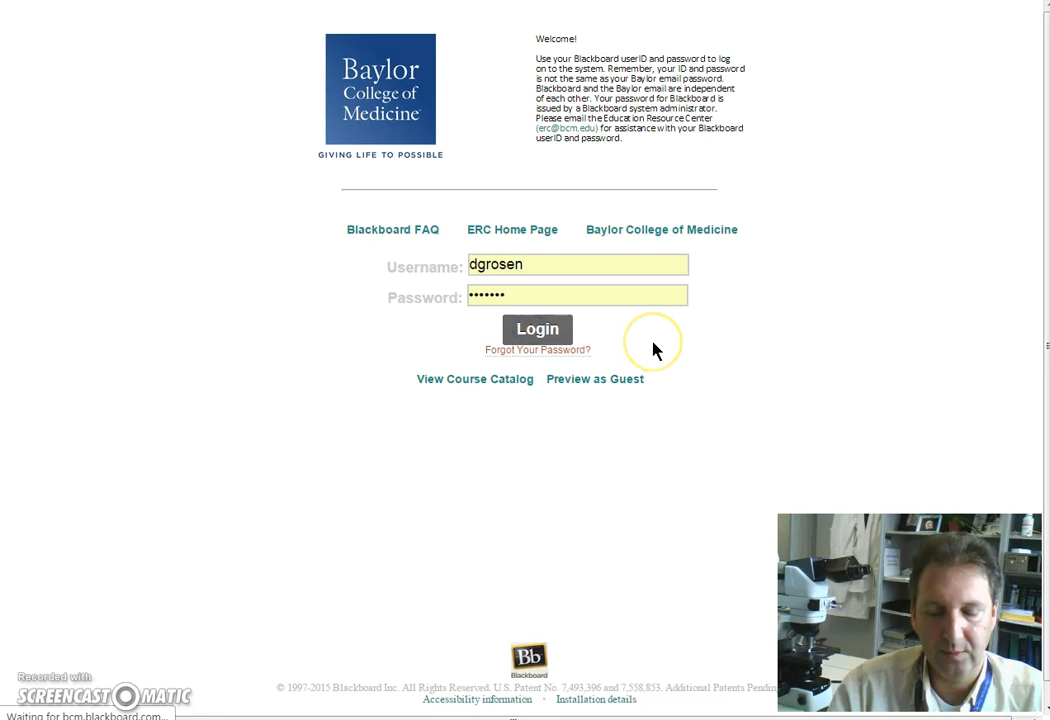 Baylor
College of
Medicine
GIVING LIFE TO POSSIBLE
Welcome!
Use your Blackboard userID and password to log
on to the system. Remember, your ID and password
is not the same as your Baylor email password.
Blackboard and the Baylor email are independent
of each other. Your password for Blackboard is
issued by a Blackboard system administrator.
Please email the Education Resource Center
(erc@bcm.edu) for assistance with your Blackboard
userID and password.
Blackboard FAQ ERC Home Page Baylor College of Medicine
Username: dgrosen
Password: •••••••
Login
Forgot Your Password?
View Course Catalog Preview as Guest
Bb
Blackboard
© 1997-2015 Blackboard Inc. All Rights Reserved. U.S. Patent No. 7,493,396 and 7,558,853. Additional Patents Pendin
Accessibility information · Installation details
Recorded with
SCREENCAST-O-MATIC
Waiting for bcm.blackboard.com...